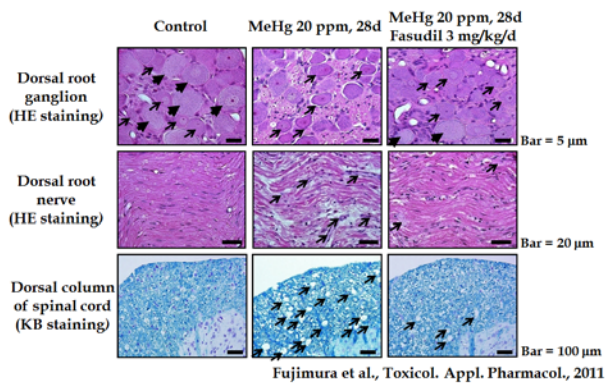 Control
MeHg 20 ppm, 28d
MeHg 20 ppm, 28d
Fasudil 3 mg/kg/d
Dorsal root
ganglion
(HE staining)
Bar = 5 μm
Dorsal root
nerve
(HE staining)
Bar = 20 μm
Dorsal column
of spinal cord
(KB staining)
Bar = 100 μm
Fujimura et al., Toxicol. Appl. Pharmacol., 2011